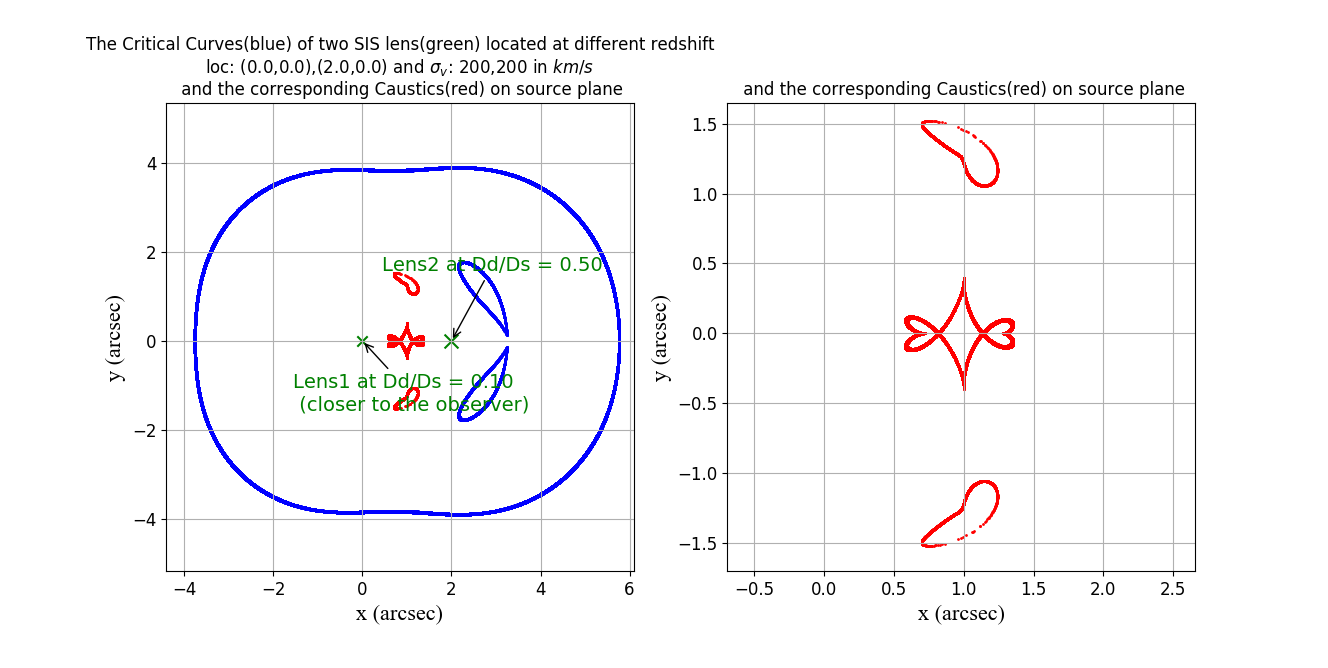 The Critical Curves(blue) of two SIS lens(green) located at different redshift
loc: (0.0,0.0),(2.0,0.0) and σ_v: 200,200 in km/s
and the corresponding Caustics(red) on source plane
4
2
0
−2
−4
y (arcsec)
Lens2 at Dd/Ds = 0.50
Lens1 at Dd/Ds = 0.10
(closer to the observer)
−4
−2
0
2
4
6
x (arcsec)
and the corresponding Caustics(red) on source plane
1.5
1.0
0.5
0.0
−0.5
−1.0
−1.5
y (arcsec)
−0.5
0.0
0.5
1.0
1.5
2.0
2.5
x (arcsec)